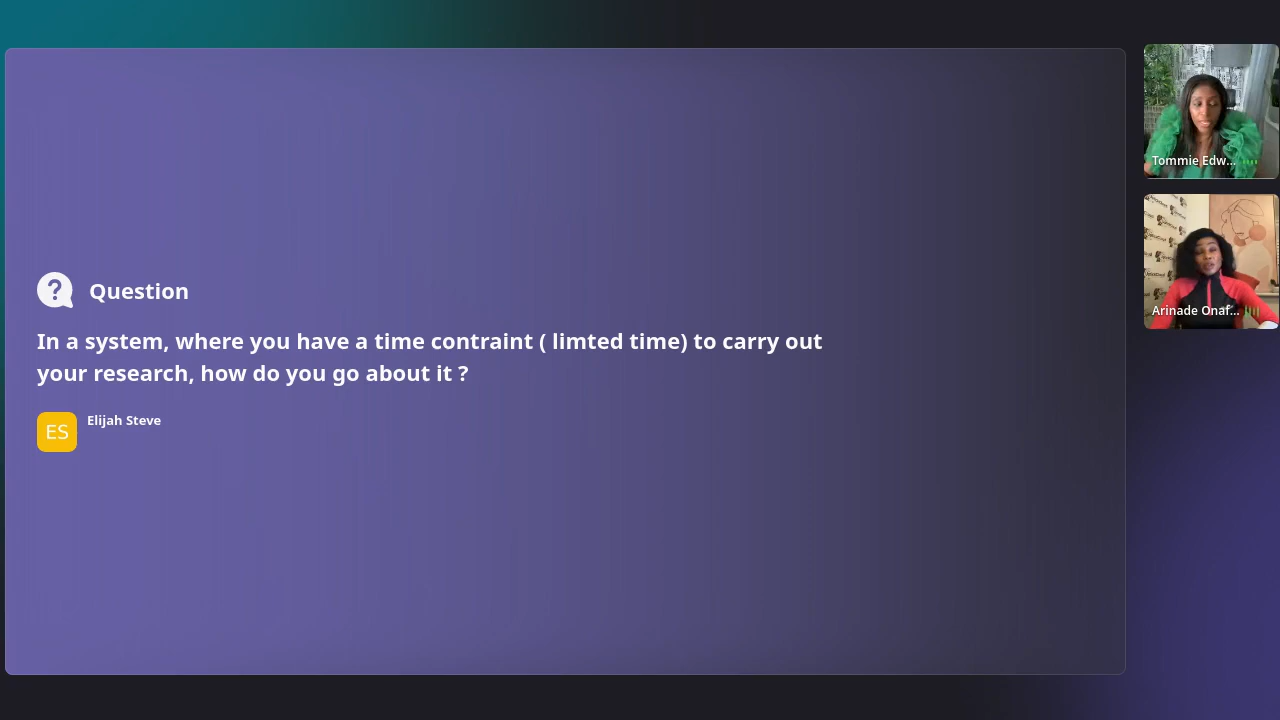 Question
In a system, where you have a time contraint ( limted time) to carry out
your research, how do you go about it ?
ES
Elijah Steve
Tommie Edw...
Arinade Onaf...